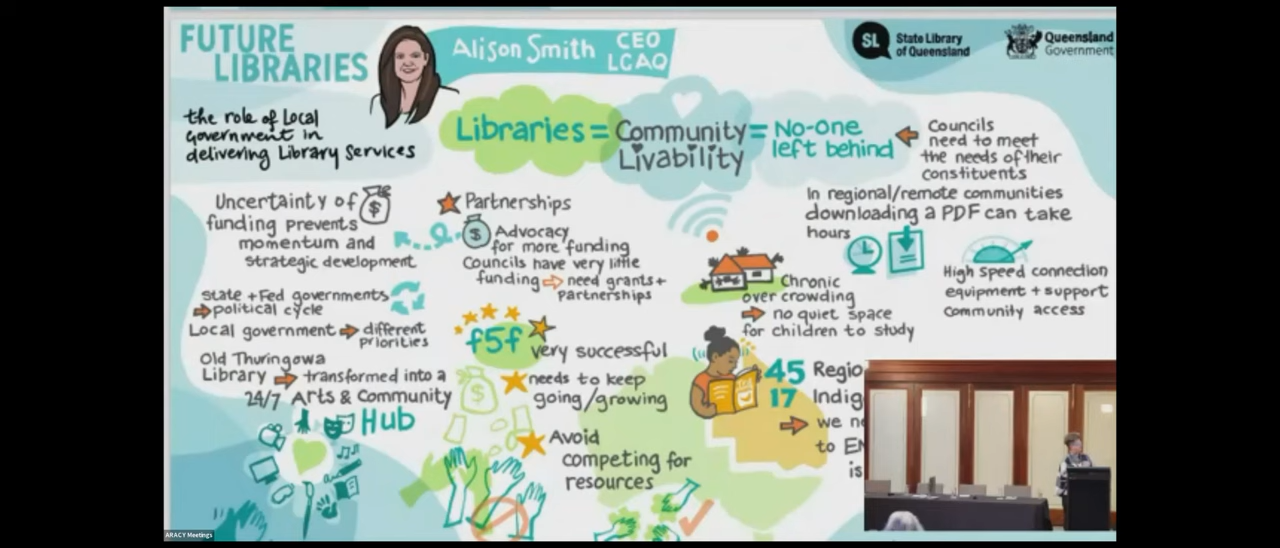 FUTURE
LIBRARIES
Alison Smith
CEO
LGAQ
SL
State Library
of Queensland
Queensland
Government
the role of Local
government in
delivering Library Services
Libraries = Community = No-one
Livability
left behind
Councils
need to meet
the needs of their
constituents
Uncertainty of
funding prevents
momentum and
strategic development
$
State + Fed governments
political cycle
Local government
different
priorities
Old Thuringowa
Library
transformed into a
24/7 Arts & Community
Hub
Partnerships
$
Advocacy
for more funding
Councils have very little
funding
need grants +
partnerships
f5f
very successful
needs to keep
going/growing
$
Avoid
competing for
resources
In regional/remote communities
downloading a PDF can take
hours
High speed connection
equipment + support
community access
Chronic
over crowding
no quiet space
for children to study
45
17
we
to
is
ARACY Meetings